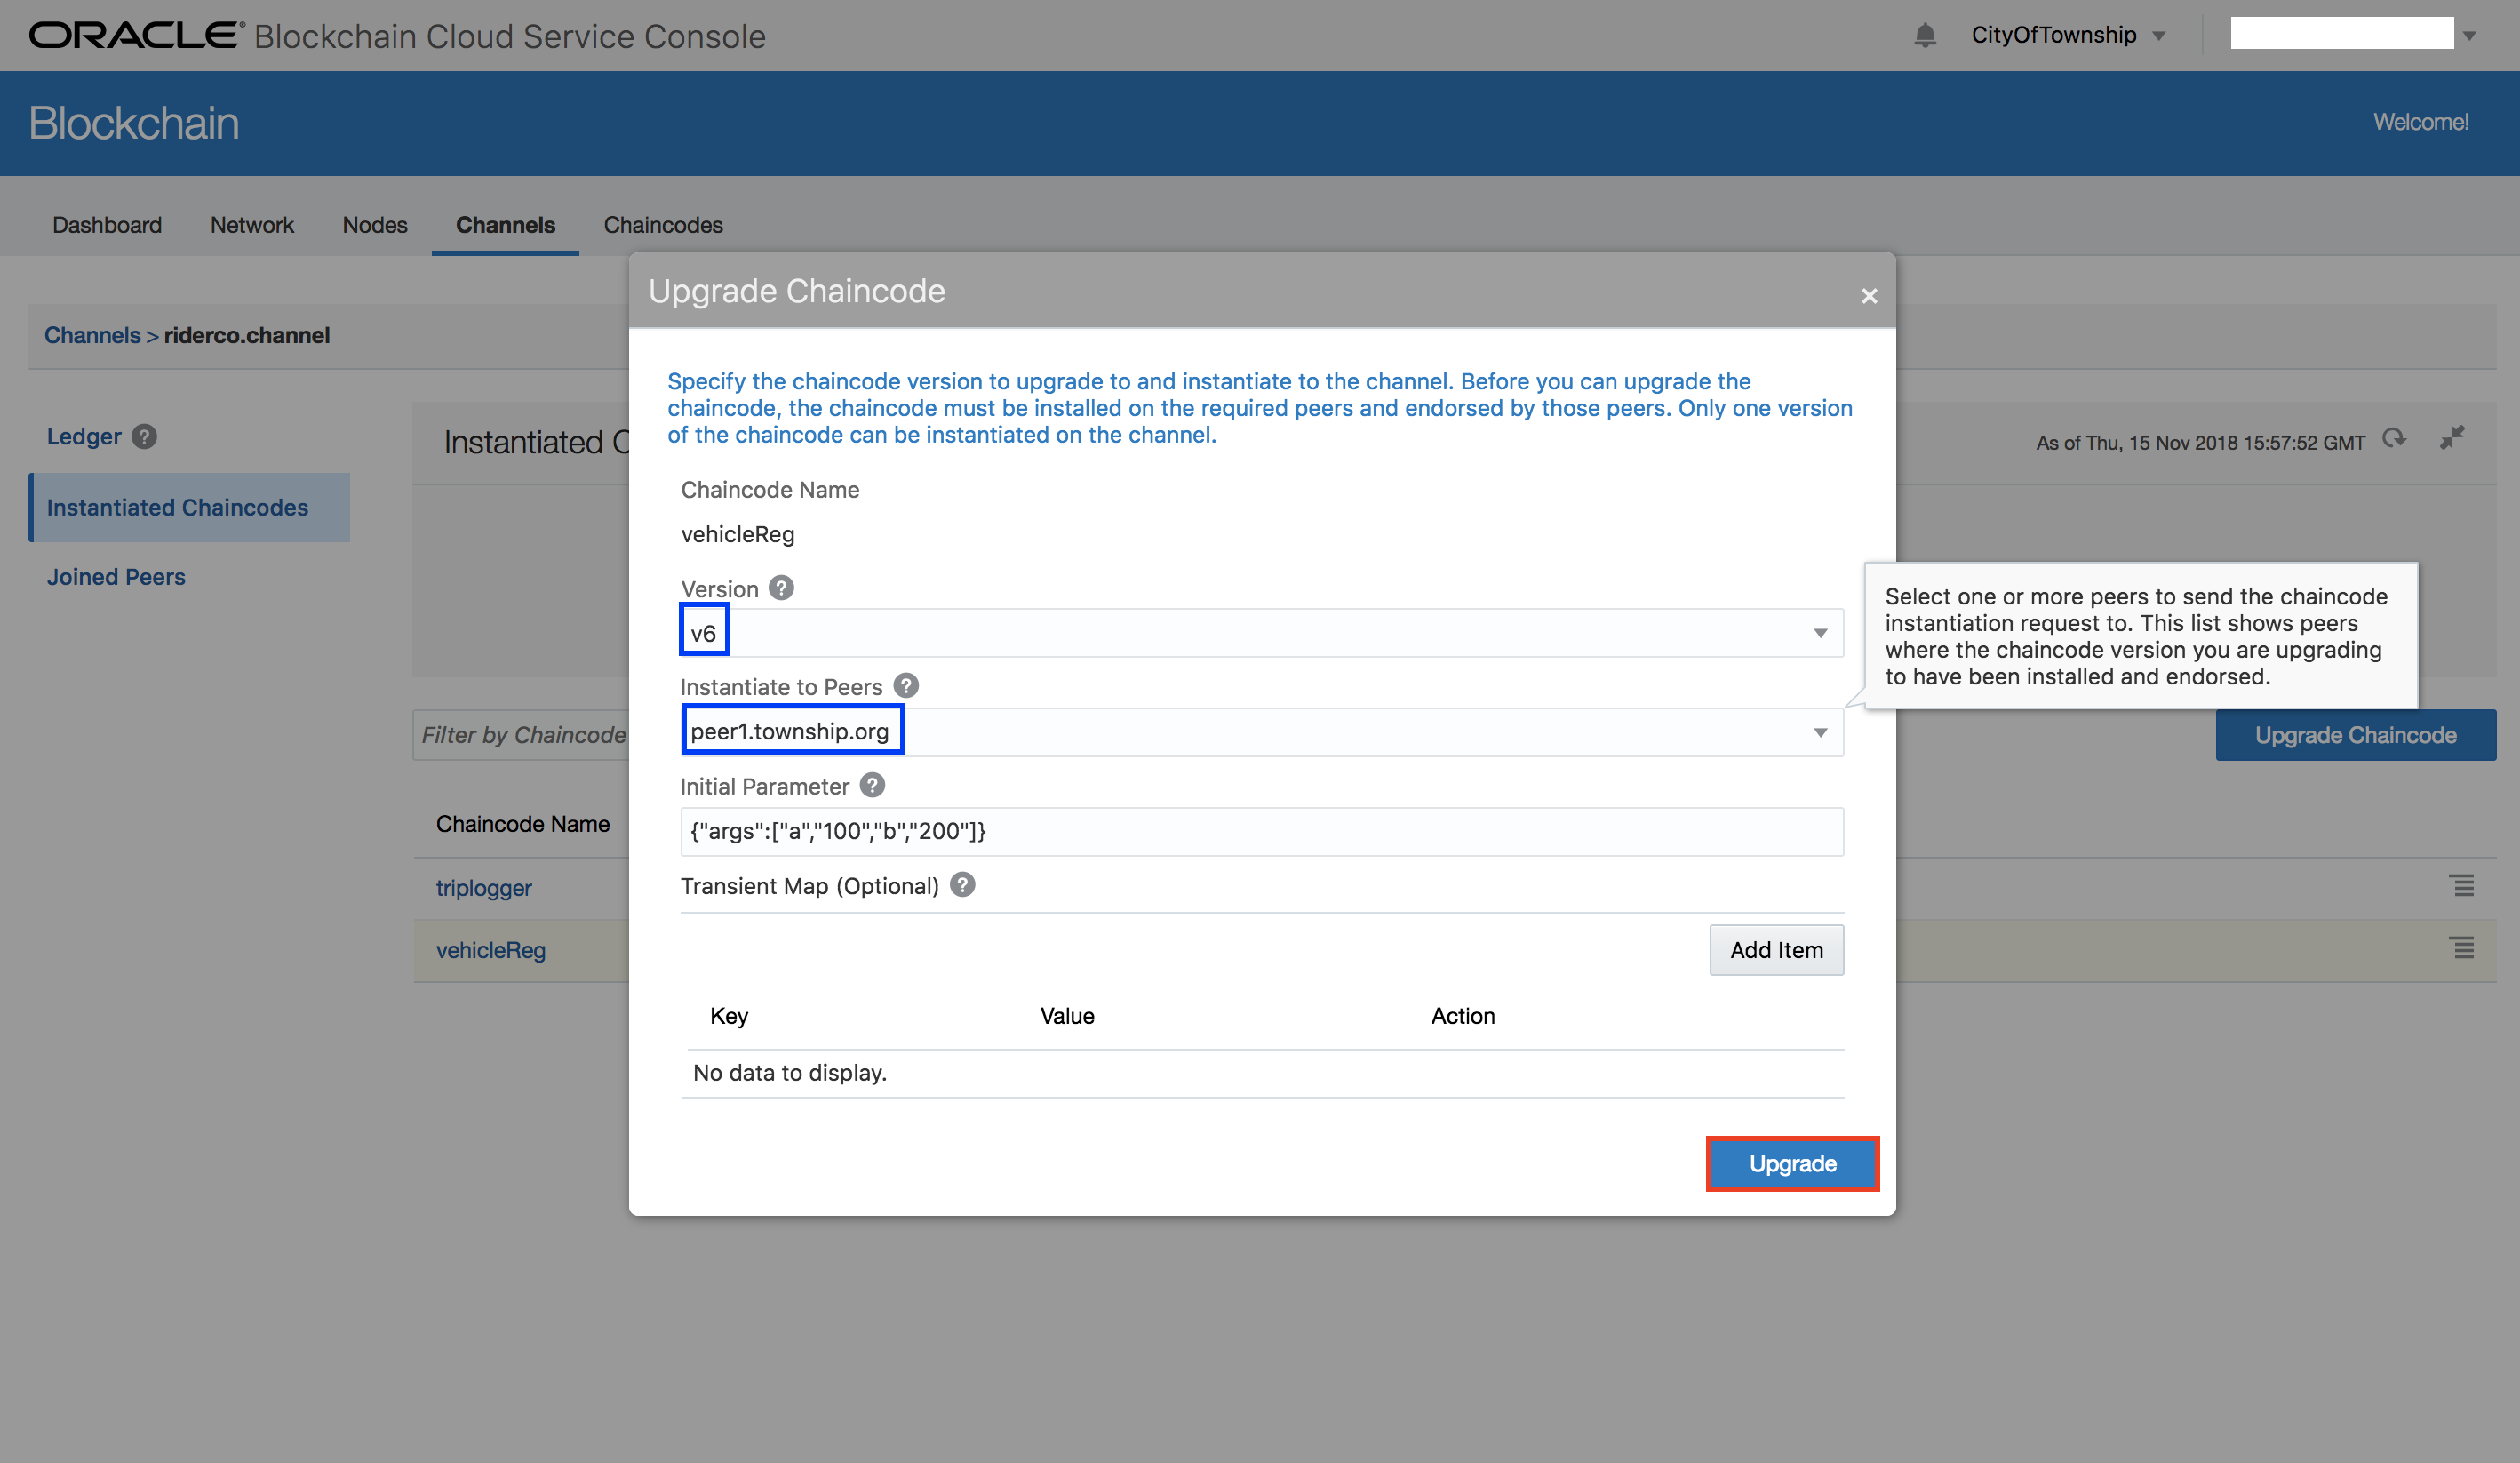 ORACLE® Blockchain Cloud Service Console
CityOfTownship
Blockchain
Welcome!
Dashboard Network Nodes Channels Chaincodes
Upgrade Chaincode
×
Channels > riderco.channel
Specify the chaincode version to upgrade to and instantiate to the channel. Before you can upgrade the
chaincode, the chaincode must be installed on the required peers and endorsed by those peers. Only one version
of the chaincode can be instantiated on the channel.
Ledger ?
Instantiated Chaincodes
Joined Peers
Instantiated C
As of Thu, 15 Nov 2018 15:57:52 GMT
Chaincode Name
vehicleReg
Version ?
v6
Instantiate to Peers ?
peer1.township.org
Select one or more peers to send the chaincode
instantiation request to. This list shows peers
where the chaincode version you are upgrading
to have been installed and endorsed.
Filter by Chaincode
Upgrade Chaincode
Initial Parameter ?
{"args":["a","100","b","200"]}
Transient Map (Optional) ?
Add Item
Key Value Action
No data to display.
Upgrade
Chaincode Name
triplogger
vehicleReg